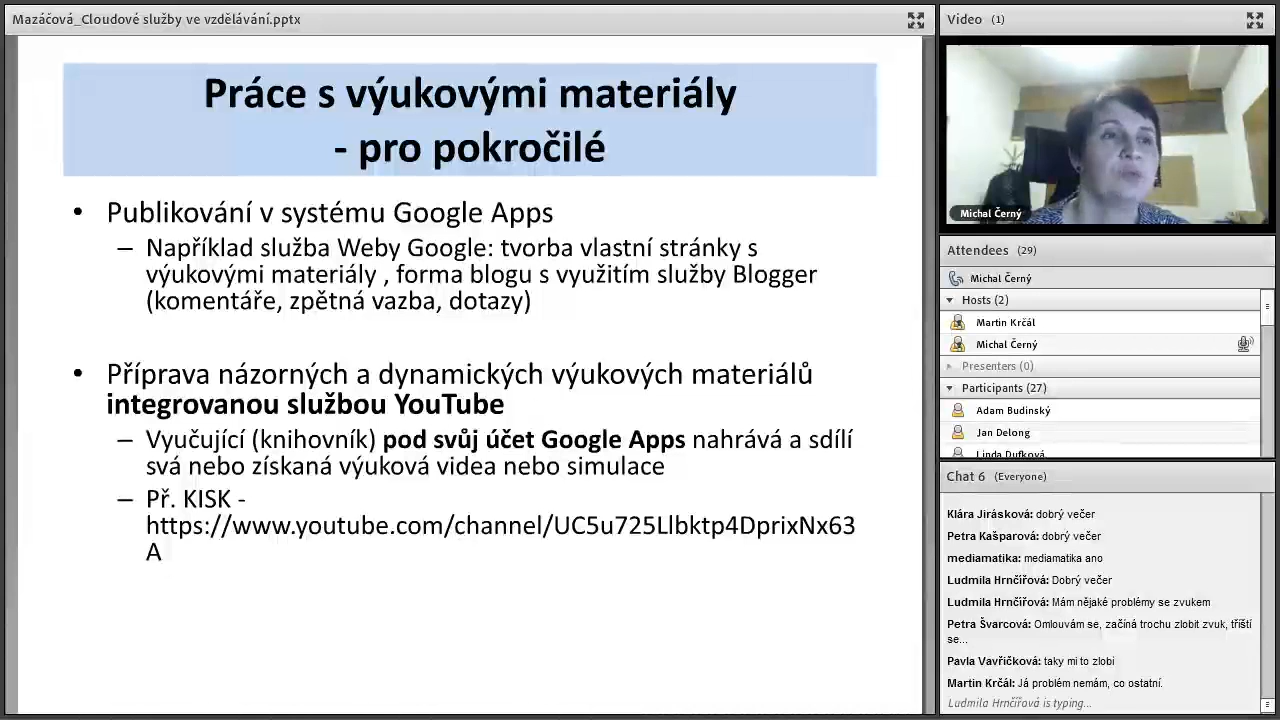 Mazáčová_Cloudové služby ve vzdělávání.pptx
Práce s výukovými materiály
- pro pokročilé
• Publikování v systému Google Apps
– Například služba Weby Google: tvorba vlastní stránky s
výukovými materiály , forma blogu s využitím služby Blogger
(komentáře, zpětná vazba, dotazy)
• Příprava názorných a dynamických výukových materiálů
integrovanou službou YouTube
– Vyučující (knihovník) pod svůj účet Google Apps nahrává a sdílí
svá nebo získaná výuková videa nebo simulace
– Př. KISK -
https://www.youtube.com/channel/UC5u725Llbktp4DprixNx63
A
Video (1)
Michal Černý
Attendees (29)
Michal Černý
Hosts (2)
Martin Krčál
Michal Černý
Presenters (0)
Participants (27)
Adam Budinský
Jan Delong
Linda Dufková
Chat 6 (Everyone)
Klára Jirásková: dobrý večer
Petra Kašparová: dobrý večer
mediamatika: mediamatika ano
Ludmila Hrnčířová: Dobrý večer
Ludmila Hrnčířová: Mám nějaké problémy se zvukem
Petra Švarcová: Omlouvám se, začíná trochu zlobit zvuk, tříští
se...
Pavla Vavřičková: taky mi to zlobí
Martin Krčál: Já problém nemám, co ostatní.
Ludmila Hrnčířová is typing...